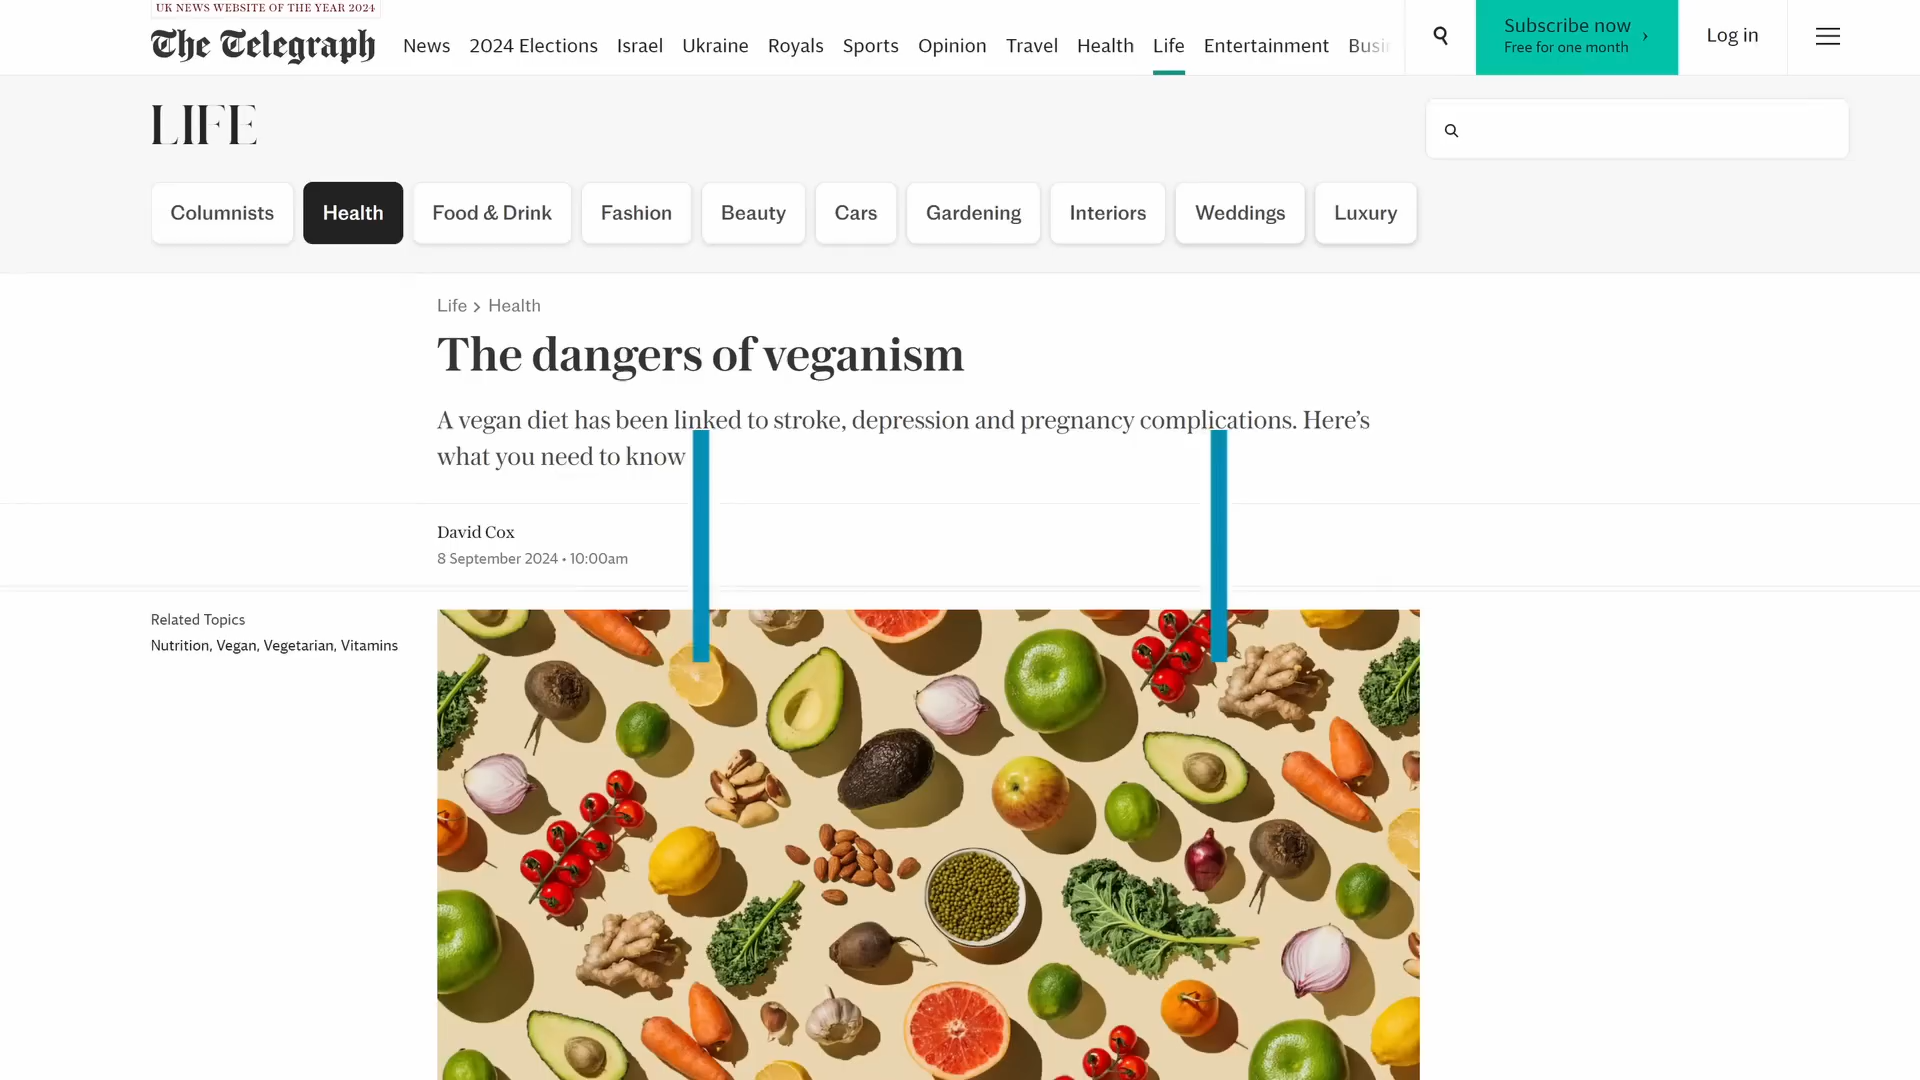 UK NEWS WEBSITE OF THE YEAR 2024
The Telegraph
News 2024 Elections Israel Ukraine Royals Sports Opinion Travel Health Life Entertainment
Subscribe now
Free for one month
Log in
LIFE
Columnists Health Food & Drink Fashion Beauty Cars Gardening Interiors Weddings Luxury
Life > Health
The dangers of veganism
A vegan diet has been linked to stroke, depression and pregnancy complications. Here’s
what you need to know
David Cox
8 September 2024 • 10:00am
Related Topics
Nutrition, Vegan, Vegetarian, Vitamins